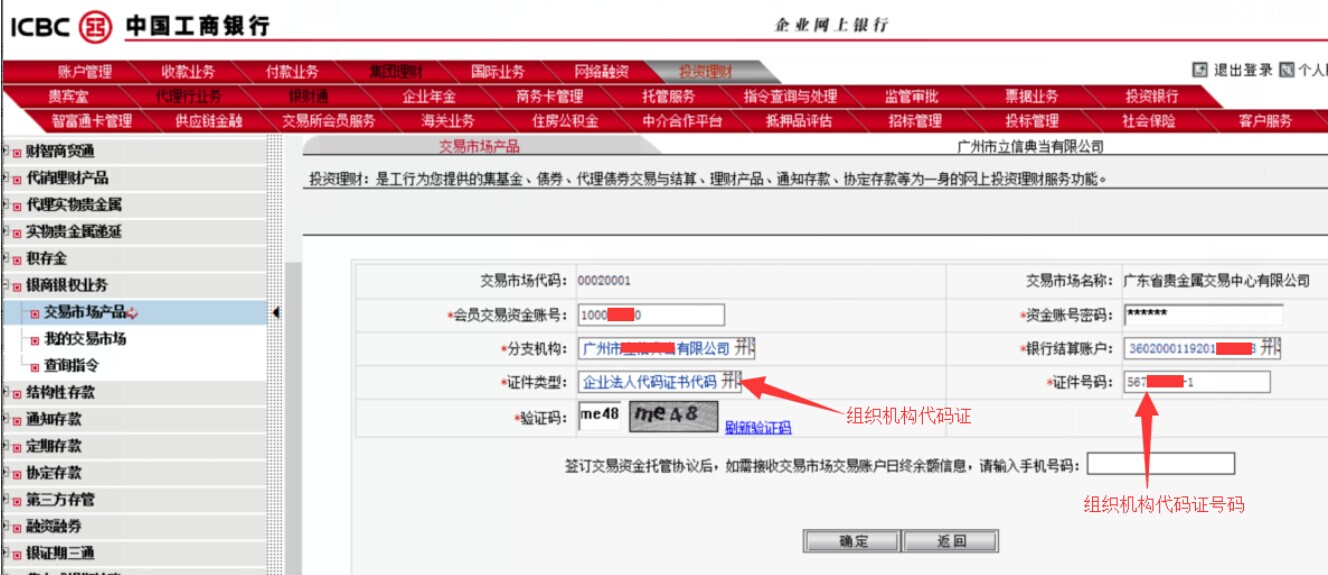 ICBC 中国工商银行
企业网上银行
账户管理 收款业务 付款业务 集团理财 国际业务 网络融资 投资理财
退出登录 个人
贵宾室 代理行业务 银财通 企业年金 商务卡管理 托管服务 指令查询与处理 监管审批 票据业务 投资银行
智富通卡管理 供应链金融 交易所会员服务 海关业务 住房公积金 中介合作平台 抵押品评估 招标管理 投标管理 社会保险 客户服务
财智商贸通
代销理财产品
代理实物贵金属
实物贵金属递延
积存金
银商银权业务
交易市场产品
我的交易市场
查询指令
结构性存款
通知存款
定期存款
协定存款
第三方存管
融资融券
银证期三通
交易市场产品 广州市立信典当有限公司
投资理财:是工行为您提供的集基金、债券、代理债券交易与结算、理财产品、通知存款、协定存款等为一身的网上投资理财服务功能。
交易市场代码: 00020001 交易市场名称: 广东省贵金属交易中心有限公司
*会员交易资金账号: 1000 0 *资金账号密码: ******
*分支机构: 广州市 有限公司 *银行结算账户: 3602000119201
*证件类型: 企业法人代码证书代码 *证件号码: 567 -1
*验证码: me48 me48 刷新验证码
组织机构代码证
签订交易资金托管协议后,如需接收交易市场交易账户日终余额信息,请输入手机号码:
组织机构代码证号码
确定 返回